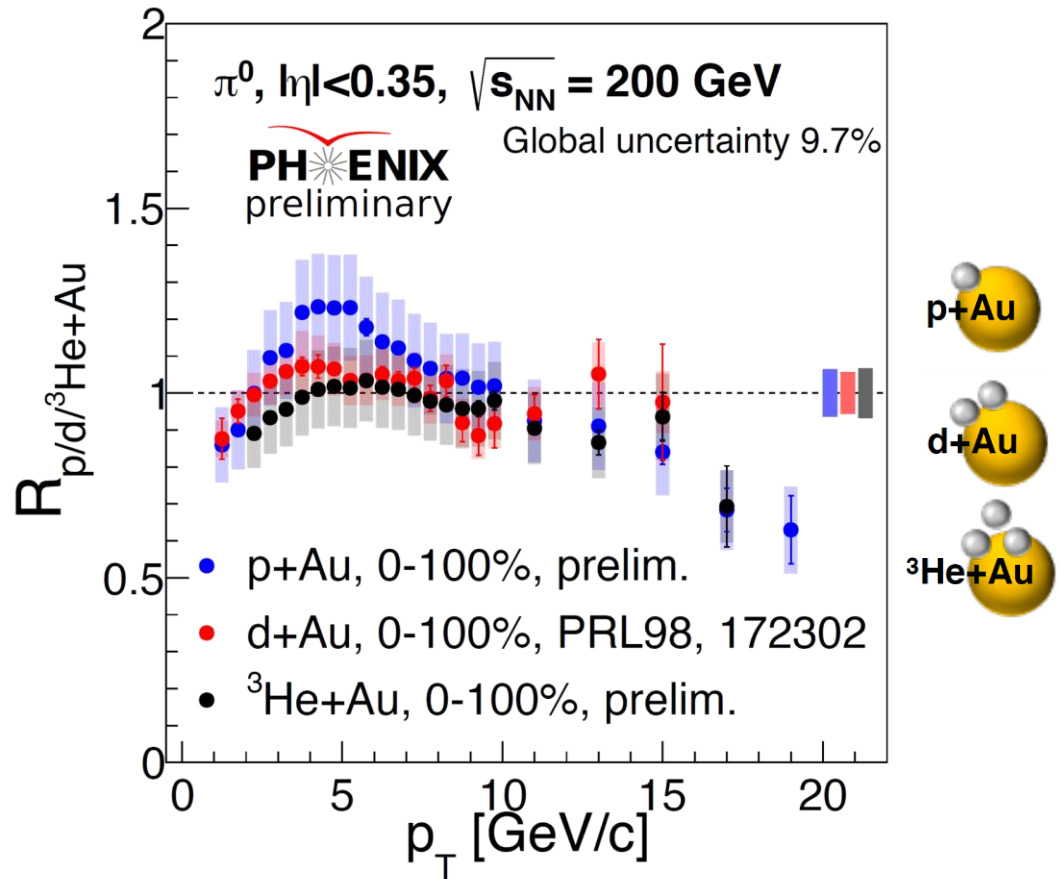 π⁰, |η|<0.35, √s_NN = 200 GeV
Global uncertainty 9.7%
PHENIX
preliminary
R_p/d/³He+Au
2
1.5
1
0.5
0
p+Au, 0-100%, prelim.
d+Au, 0-100%, PRL98, 172302
³He+Au, 0-100%, prelim.
0 5 10 15 20
p_T [GeV/c]
p+Au
d+Au
³He+Au